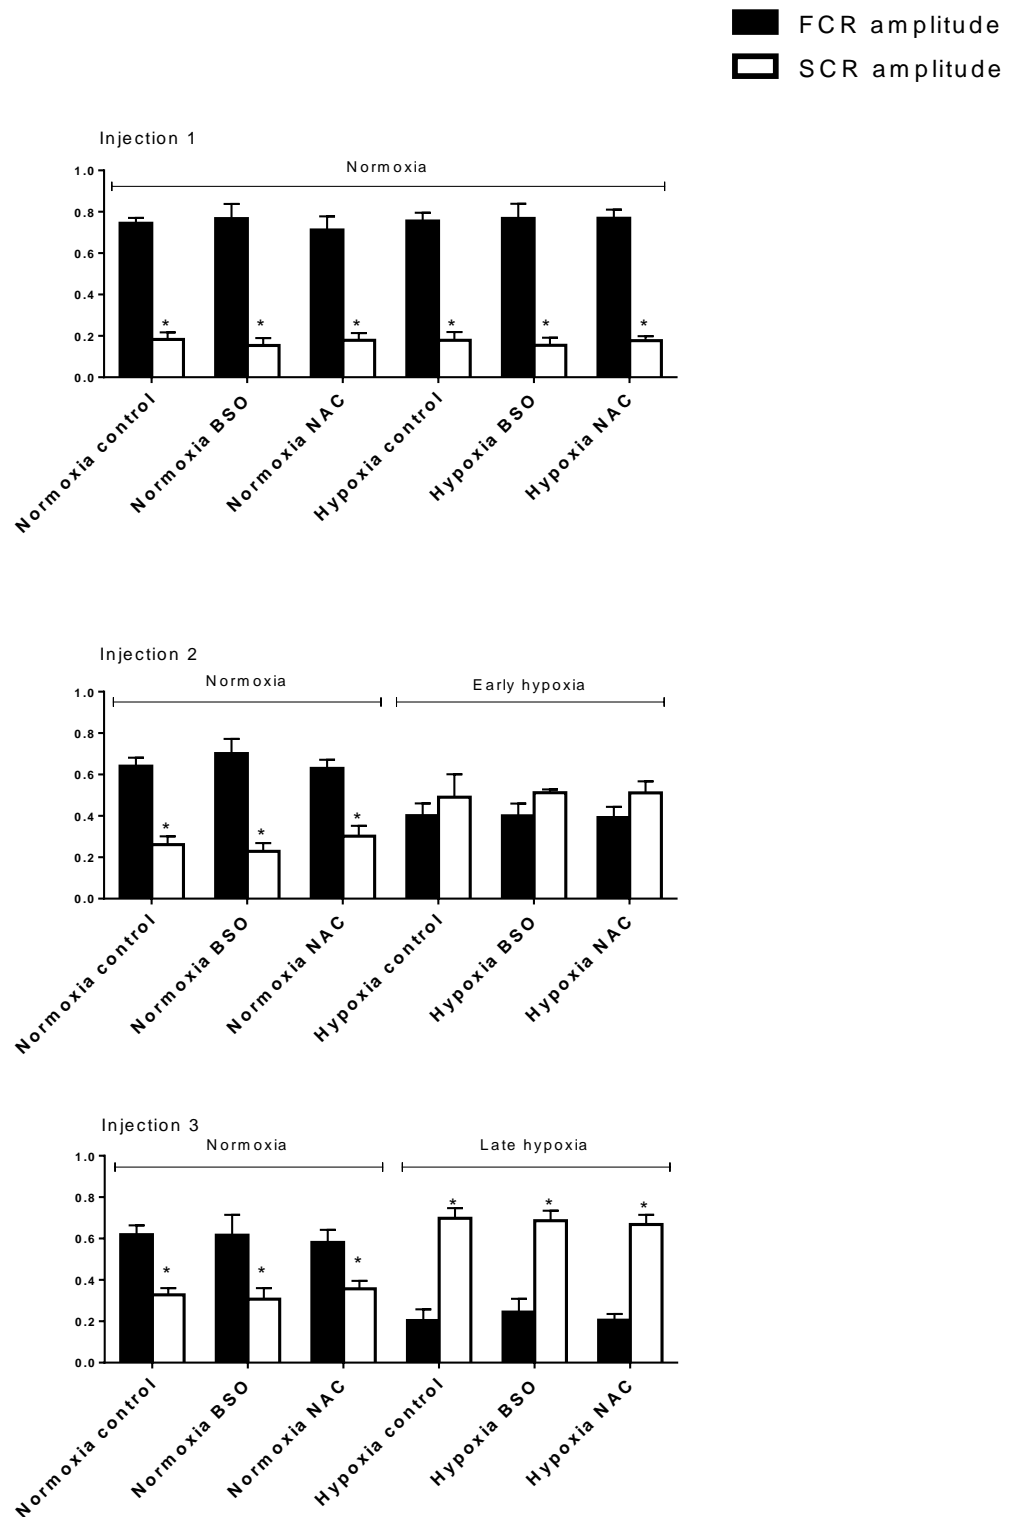 FCR amplitude
SCR amplitude
Injection 1
Normoxia
1.0
0.8
0.6
0.4
0.2
0.0
* * * * * *
Normoxia control
Normoxia BSO
Normoxia NAC
Hypoxia control
Hypoxia BSO
Hypoxia NAC
Injection 2
Normoxia Early hypoxia
1.0
0.8
0.6
0.4
0.2
0.0
* * *
Normoxia control
Normoxia BSO
Normoxia NAC
Hypoxia control
Hypoxia BSO
Hypoxia NAC
Injection 3
Normoxia Late hypoxia
1.0
0.8
0.6
0.4
0.2
0.0
* * * * * *
Normoxia control
Normoxia BSO
Normoxia NAC
Hypoxia control
Hypoxia BSO
Hypoxia NAC